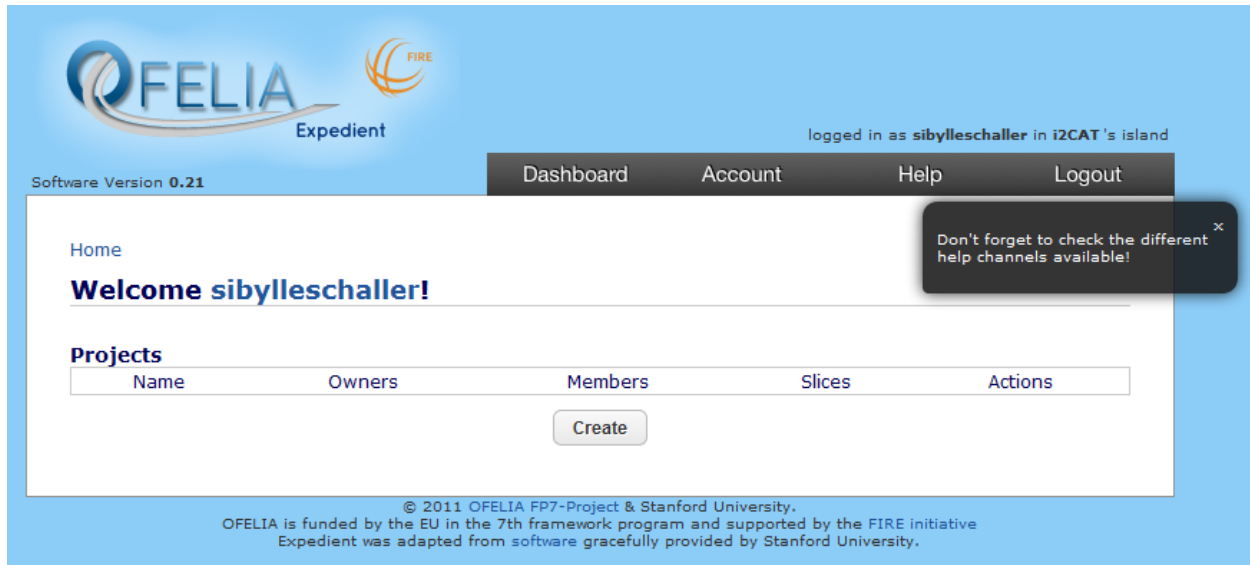 OFELIA
FIRE
Expedient
logged in as sibylleschaller in i2CAT 's island
Software Version 0.21
Dashboard Account Help Logout
Don't forget to check the different
help channels available!
x
Home
Welcome sibylleschaller!
Projects
Name Owners Members Slices Actions
Create
© 2011 OFELIA FP7-Project & Stanford University.
OFELIA is funded by the EU in the 7th framework program and supported by the FIRE initiative
Expedient was adapted from software gracefully provided by Stanford University.